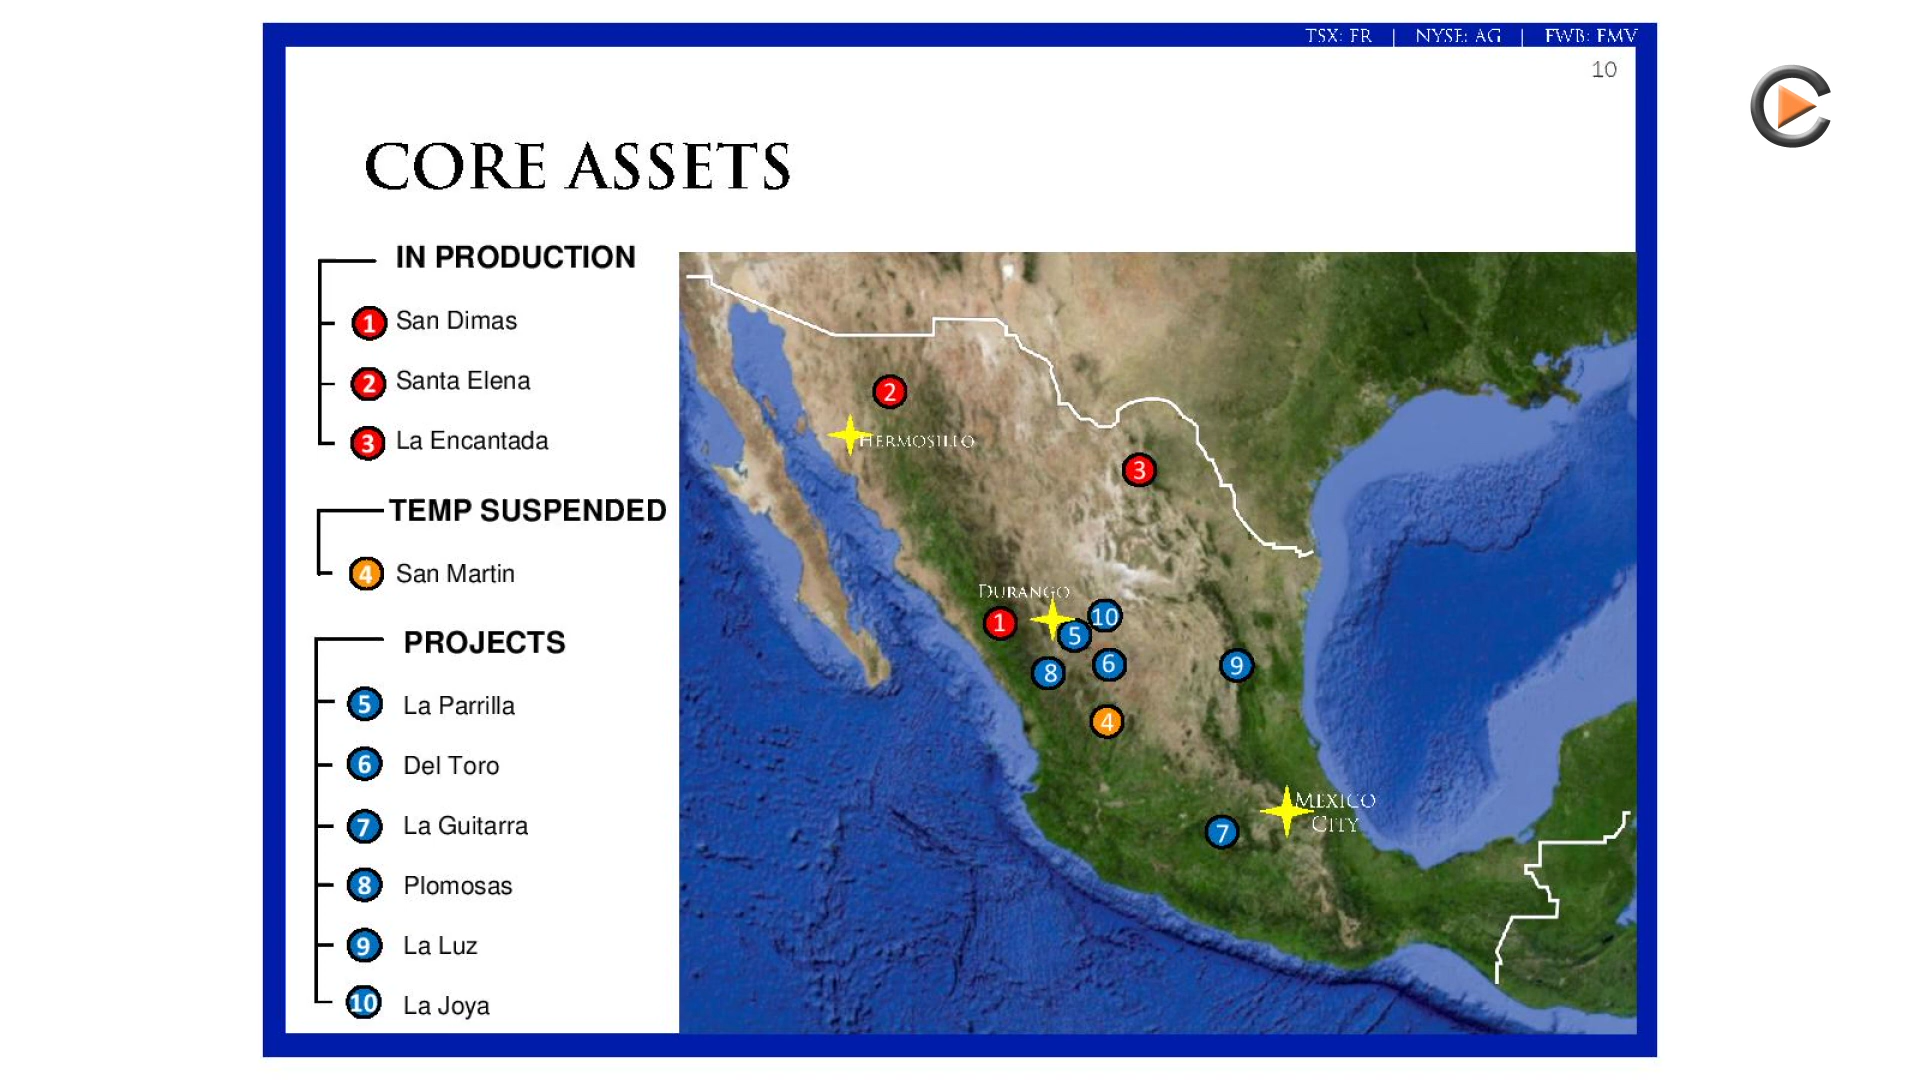 TSX: FR | NYSE: AG | FWB: FMV
10
CORE ASSETS
IN PRODUCTION
1 San Dimas
2 Santa Elena
3 La Encantada
TEMP SUSPENDED
4 San Martin
PROJECTS
5 La Parrilla
6 Del Toro
7 La Guitarra
8 Plomosas
9 La Luz
10 La Joya
2
HERMOSILLO
3
DURANGO
1
10
5
6
8
9
4
MEXICO
CITY
7